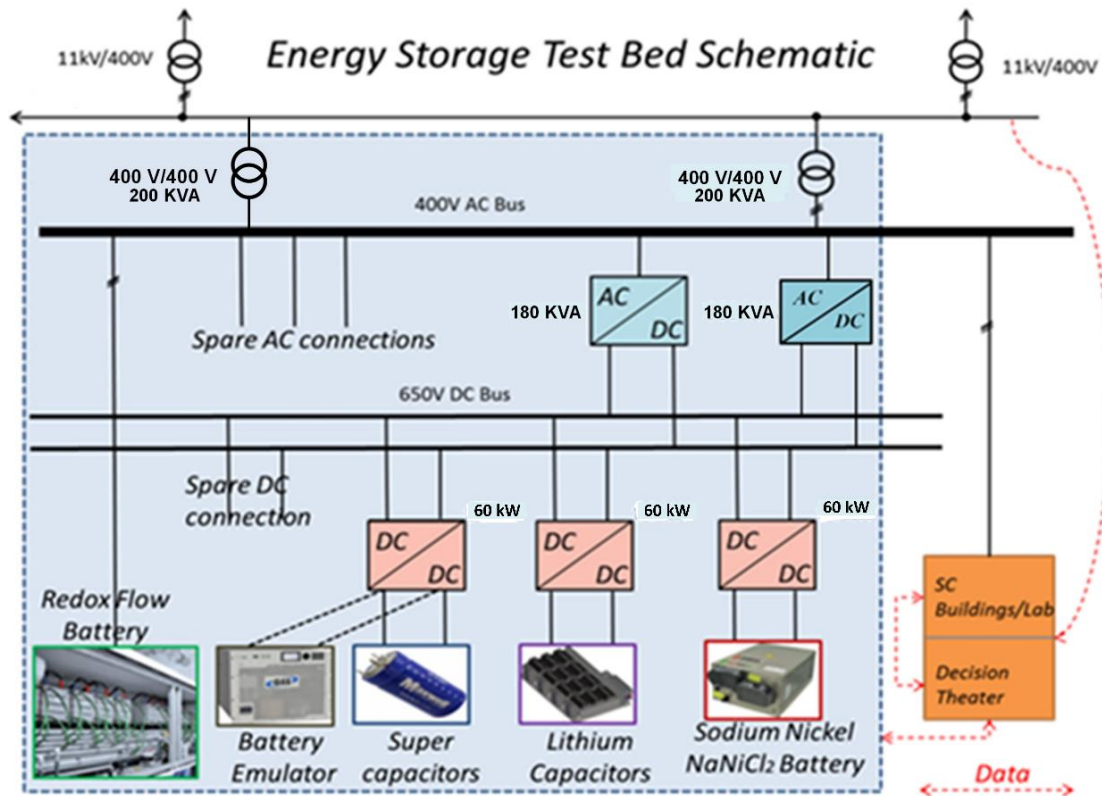 11kV/400V
Energy Storage Test Bed Schematic
11kV/400V
400 V/400 V
200 KVA
400 V/400 V
200 KVA
400V AC Bus
180 KVA
AC
DC
180 KVA
AC
DC
Spare AC connections
650V DC Bus
Spare DC
connection
60 kW
DC
DC
60 kW
DC
DC
60 kW
DC
DC
Redox Flow
Battery
SC
Buildings/Lab
Decision
Theater
Battery
Emulator
Super
capacitors
Lithium
Capacitors
Sodium Nickel
NaNiCl₂ Battery
Data